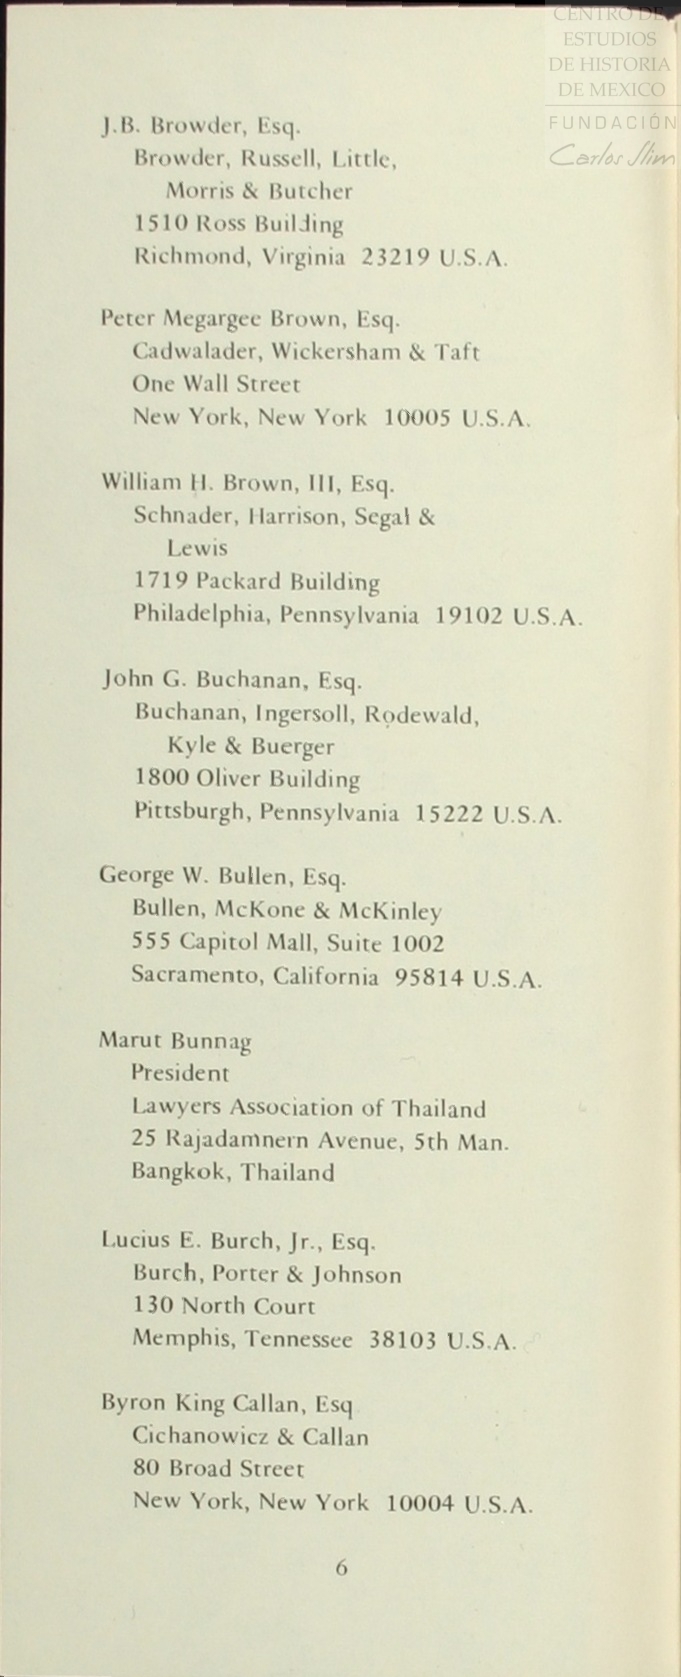 CENTRO DE
ESTUDIOS
DE HISTORIA
DE MEXICO
FUNDACIÓN
Carlos Slim
J.B. Browder, Esq.
Browder, Russell, Little,
Morris & Butcher
1510 Ross Building
Richmond, Virginia 23219 U.S.A.
Peter Megargee Brown, Esq.
Cadwalader, Wickersham & Taft
One Wall Street
New York, New York 10005 U.S.A.
William H. Brown, III, Esq.
Schnader, Harrison, Segal &
Lewis
1719 Packard Building
Philadelphia, Pennsylvania 19102 U.S.A.
John G. Buchanan, Esq.
Buchanan, Ingersoll, Rodewald,
Kyle & Buerger
1800 Oliver Building
Pittsburgh, Pennsylvania 15222 U.S.A.
George W. Bullen, Esq.
Bullen, McKone & McKinley
555 Capitol Mall, Suite 1002
Sacramento, California 95814 U.S.A.
Marut Bunnag
President
Lawyers Association of Thailand
25 Rajadamnern Avenue, 5th Man.
Bangkok, Thailand
Lucius E. Burch, Jr., Esq.
Burch, Porter & Johnson
130 North Court
Memphis, Tennessee 38103 U.S.A.
Byron King Callan, Esq
Cichanowicz & Callan
80 Broad Street
New York, New York 10004 U.S.A.
6